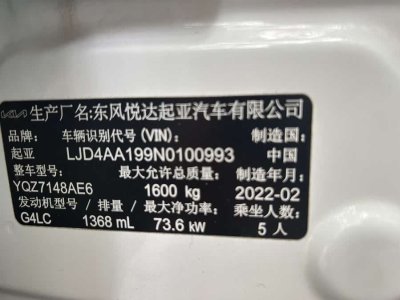 KIA 生产厂名:东风悦达起亚汽车有限公司
品牌: 车辆识别代号(VIN): 制造国:
起亚 LJD4AA199N0100993 中国
整车型号: 最大允许总质量: 制造年月:
YQZ7148AE6 1600 kg 2022-02
发动机型号 / 排量 / 最大净功率: 乘坐人数:
G4LC 1368 mL 73.6 kW 5 人